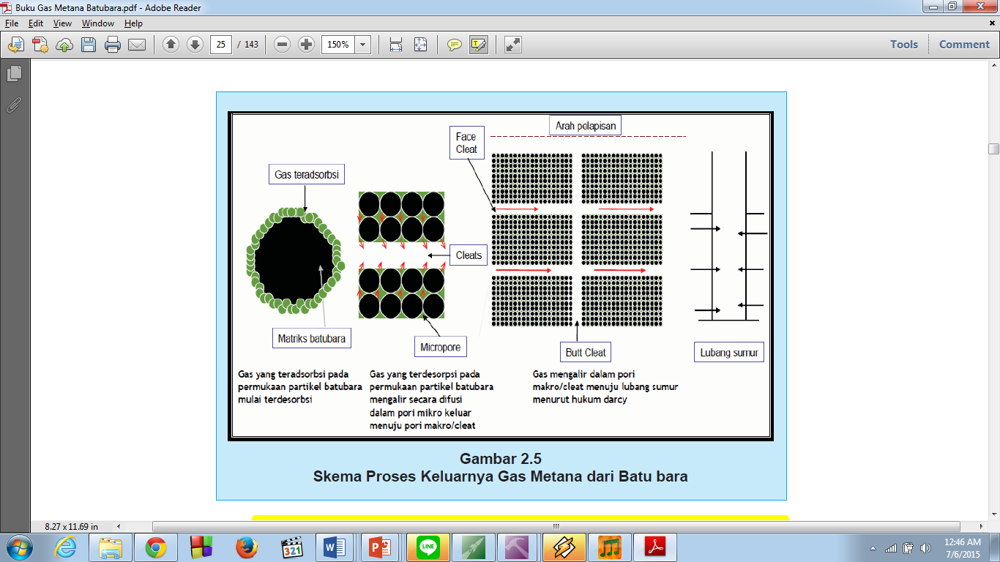 Buku Gas Metana Batubara.pdf - Adobe Reader
File Edit View Window Help
25 / 143 150% Tools Comment
Arah pelapisan
Face
Cleat
Gas teradsorbsi
Cleats
Matriks batubara
Micropore
Butt Cleat
Lubang sumur
Gas yang teradsorbsi pada
permukaan partikel batubara
mulai terdesorbsi
Gas yang terdesorpsi pada
permukaan partikel batubara
mengalir secara difusi
dalam pori mikro keluar
menuju pori makro/cleat
Gas mengalir dalam pori
makro/cleat menuju lubang sumur
menurut hukum darcy
Gambar 2.5
Skema Proses Keluarnya Gas Metana dari Batu bara
8.27 x 11.69 in
321
LINE
12:46 AM
7/6/2015